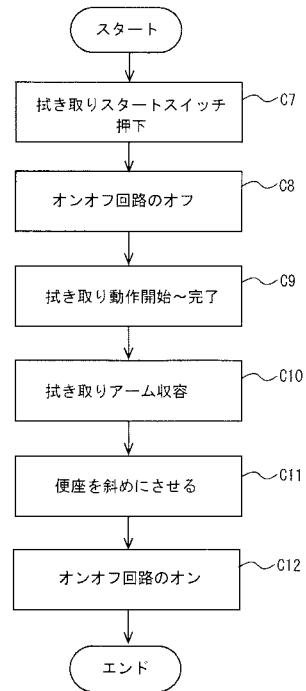 スタート
拭き取りスタートスイッチ
押下
C7
オンオフ回路のオフ
C8
拭き取り動作開始～完了
C9
拭き取りアーム収容
C10
便座を斜めにさせる
C11
オンオフ回路のオン
C12
エンド